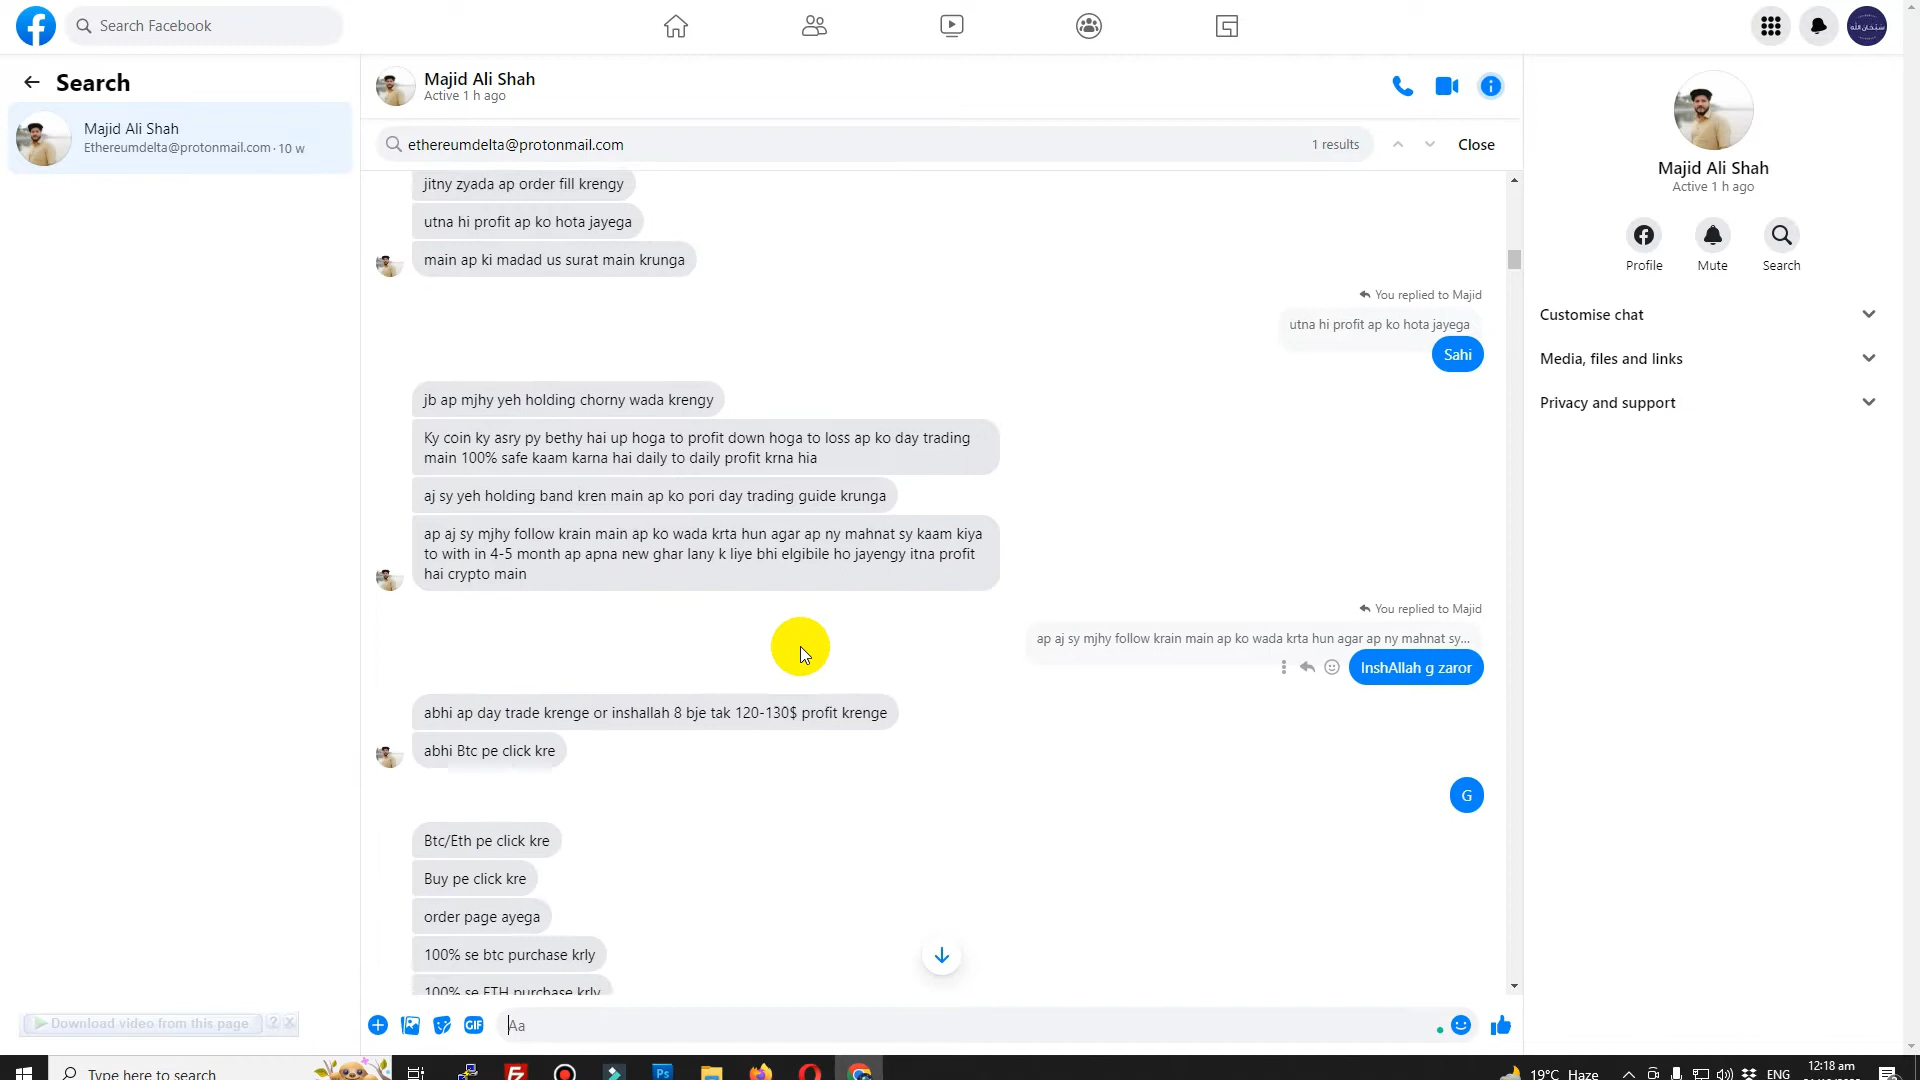 Search Facebook
Search
Majid Ali Shah
Ethereumdelta@protonmail.com · 10 w
Majid Ali Shah
Active 1 h ago
ethereumdelta@protonmail.com
1 results
Close
jitny zyada ap order fill krengy
utna hi profit ap ko hota jayega
main ap ki madad us surat main krunga
You replied to Majid
utna hi profit ap ko hota jayega
Sahi
jb ap mjhy yeh holding chorny wada krengy
Ky coin ky asry py bethy hai up hoga to profit down hoga to loss ap ko day trading
main 100% safe kaam karna hai daily to daily profit krna hia
aj sy yeh holding band kren main ap ko pori day trading guide krunga
ap aj sy mjhy follow krain main ap ko wada krta hun agar ap ny mahnat sy kaam kiya
to with in 4-5 month ap apna new ghar lany k liye bhi elgibile ho jayengy itna profit
hai crypto main
You replied to Majid
ap aj sy mjhy follow krain main ap ko wada krta hun agar ap ny mahnat sy...
InshAllah g zaror
abhi ap day trade krenge or inshallah 8 bje tak 120-130$ profit krenge
abhi Btc pe click kre
G
Btc/Eth pe click kre
Buy pe click kre
order page ayega
100% se btc purchase krly
100% se ETH purchase krly
GIF
Aa
Majid Ali Shah
Active 1 h ago
Profile
Mute
Search
Customise chat
Media, files and links
Privacy and support
Download video from this page
?
X
Type here to search
Fz
Ps
19°C Haze
ENG
12:18 am